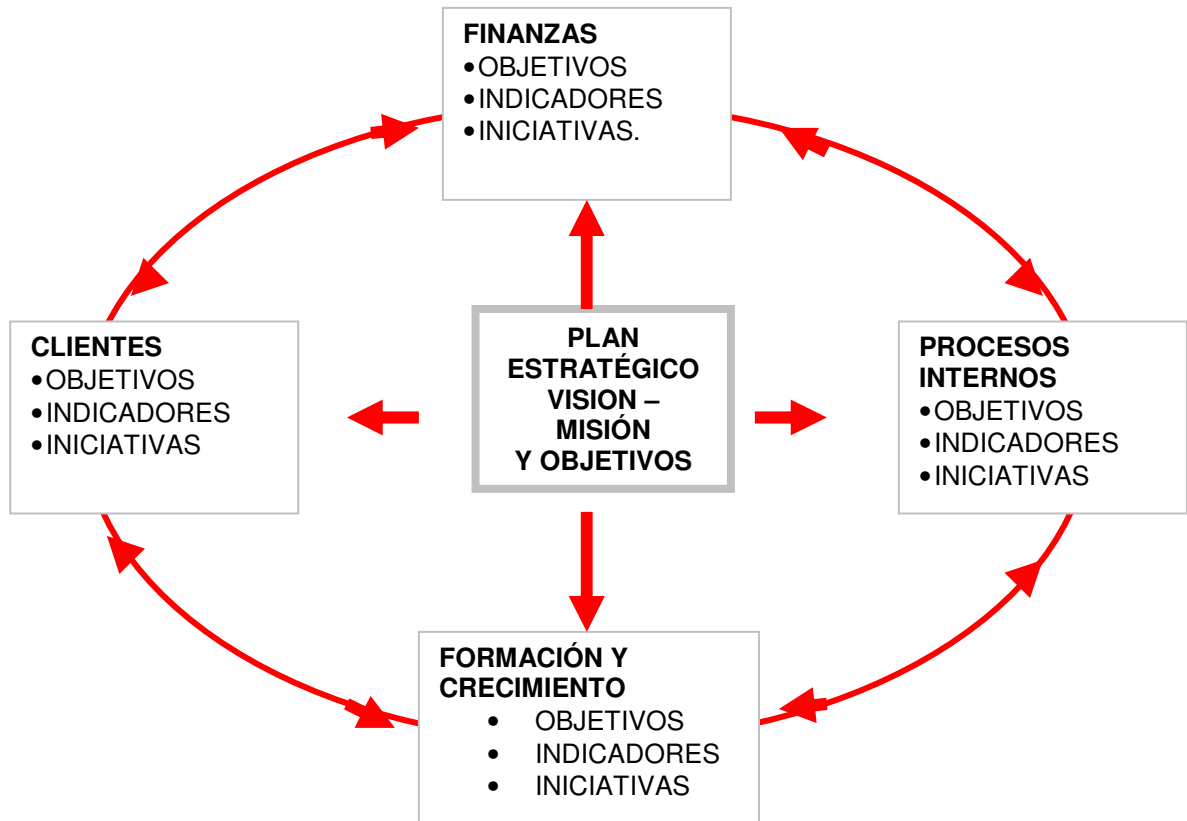 FINANZAS
•OBJETIVOS
•INDICADORES
•INICIATIVAS.
CLIENTES
•OBJETIVOS
•INDICADORES
•INICIATIVAS
PLAN
ESTRATÉGICO
VISION –
MISIÓN
Y OBJETIVOS
PROCESOS
INTERNOS
•OBJETIVOS
•INDICADORES
•INICIATIVAS
FORMACIÓN Y
CRECIMIENTO
• OBJETIVOS
• INDICADORES
• INICIATIVAS